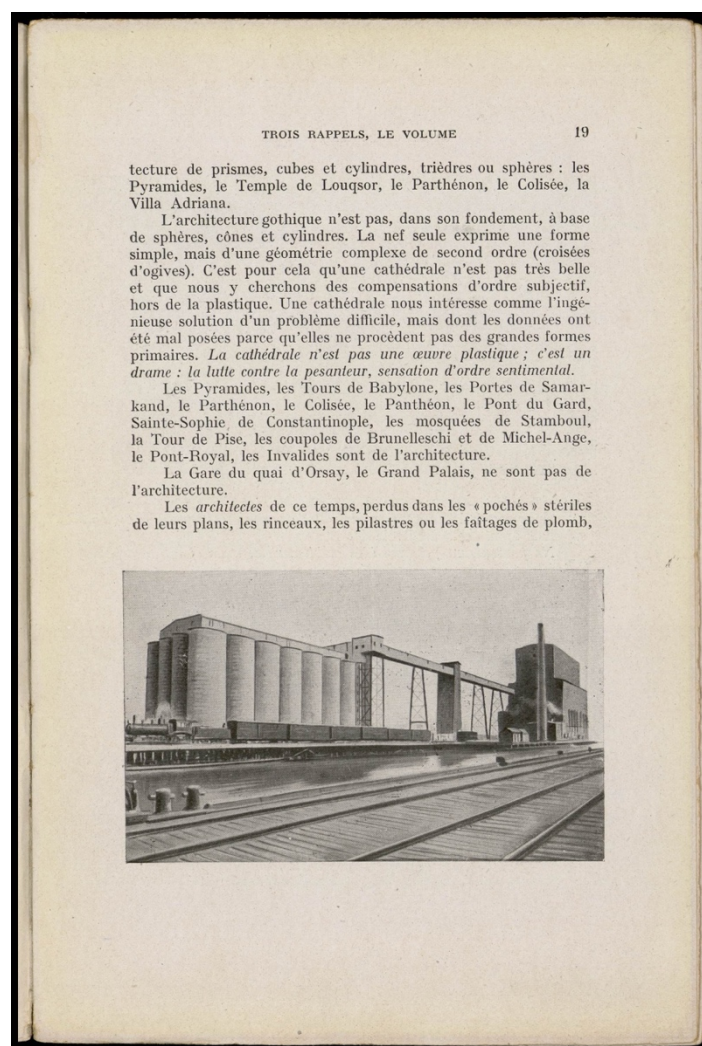 TROIS RAPPELS, LE VOLUME 19
tecture de prismes, cubes et cylindres, trièdres ou sphères : les
Pyramides, le Temple de Louqsor, le Parthénon, le Colisée, la
Villa Adriana.
L'architecture gothique n'est pas, dans son fondement, à base
de sphères, cônes et cylindres. La nef seule exprime une forme
simple, mais d'une géométrie complexe de second ordre (croisées
d'ogives). C'est pour cela qu'une cathédrale n'est pas très belle
et que nous y cherchons des compensations d'ordre subjectif,
hors de la plastique. Une cathédrale nous intéresse comme l'ingé-
nieuse solution d'un problème difficile, mais dont les données ont
été mal posées parce qu'elles ne procèdent pas des grandes formes
primaires. La cathédrale n'est pas une œuvre plastique ; c'est un
drame : la lutte contre la pesanteur, sensation d'ordre sentimental.
Les Pyramides, les Tours de Babylone, les Portes de Samar-
kand, le Parthénon, le Colisée, le Panthéon, le Pont du Gard,
Sainte-Sophie de Constantinople, les mosquées de Stamboul,
la Tour de Pise, les coupoles de Brunelleschi et de Michel-Ange,
le Pont-Royal, les Invalides sont de l'architecture.
La Gare du quai d'Orsay, le Grand Palais, ne sont pas de
l'architecture.
Les architectes de ce temps, perdus dans les « pochés » stériles
de leurs plans, les rinceaux, les pilastres ou les faîtages de plomb,